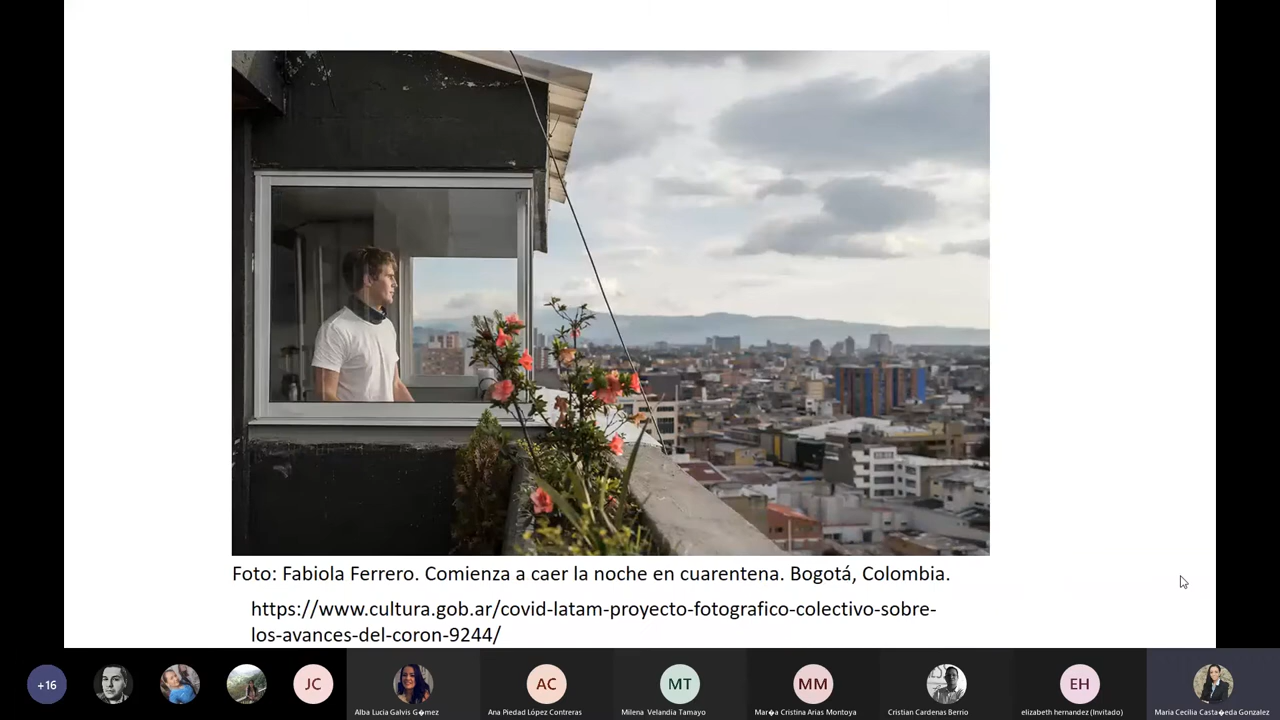 Foto: Fabiola Ferrero. Comienza a caer la noche en cuarentena. Bogotá, Colombia.
https://www.cultura.gob.ar/covid-latam-proyecto-fotografico-colectivo-sobre-
los-avances-del-coron-9244/
+16
JC
AC
MT
MM
EH
Alba Lucia Galvis G�mez
Ana Piedad López Contreras
Milena Velandia Tamayo
Mar�a Cristina Arias Montoya
Cristian Cardenas Berrio
elizabeth hernandez (Invitado)
Maria Cecilia Casta�eda Gonzalez